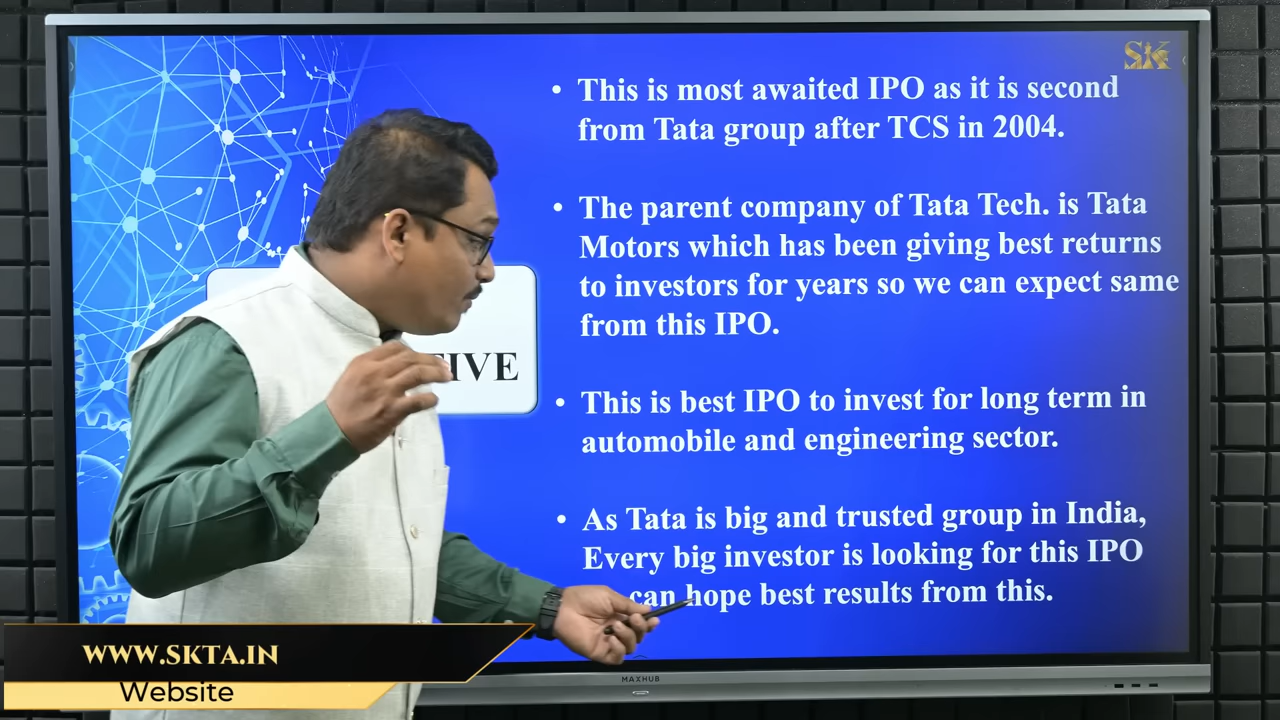 SK
• This is most awaited IPO as it is second
from Tata group after TCS in 2004.
• The parent company of Tata Tech. is Tata
Motors which has been giving best returns
to investors for years so we can expect same
from this IPO.
• This is best IPO to invest for long term in
automobile and engineering sector.
• As Tata is big and trusted group in India,
Every big investor is looking for this IPO
can hope best results from this.
WWW.SKTA.IN
Website
MAXHUB